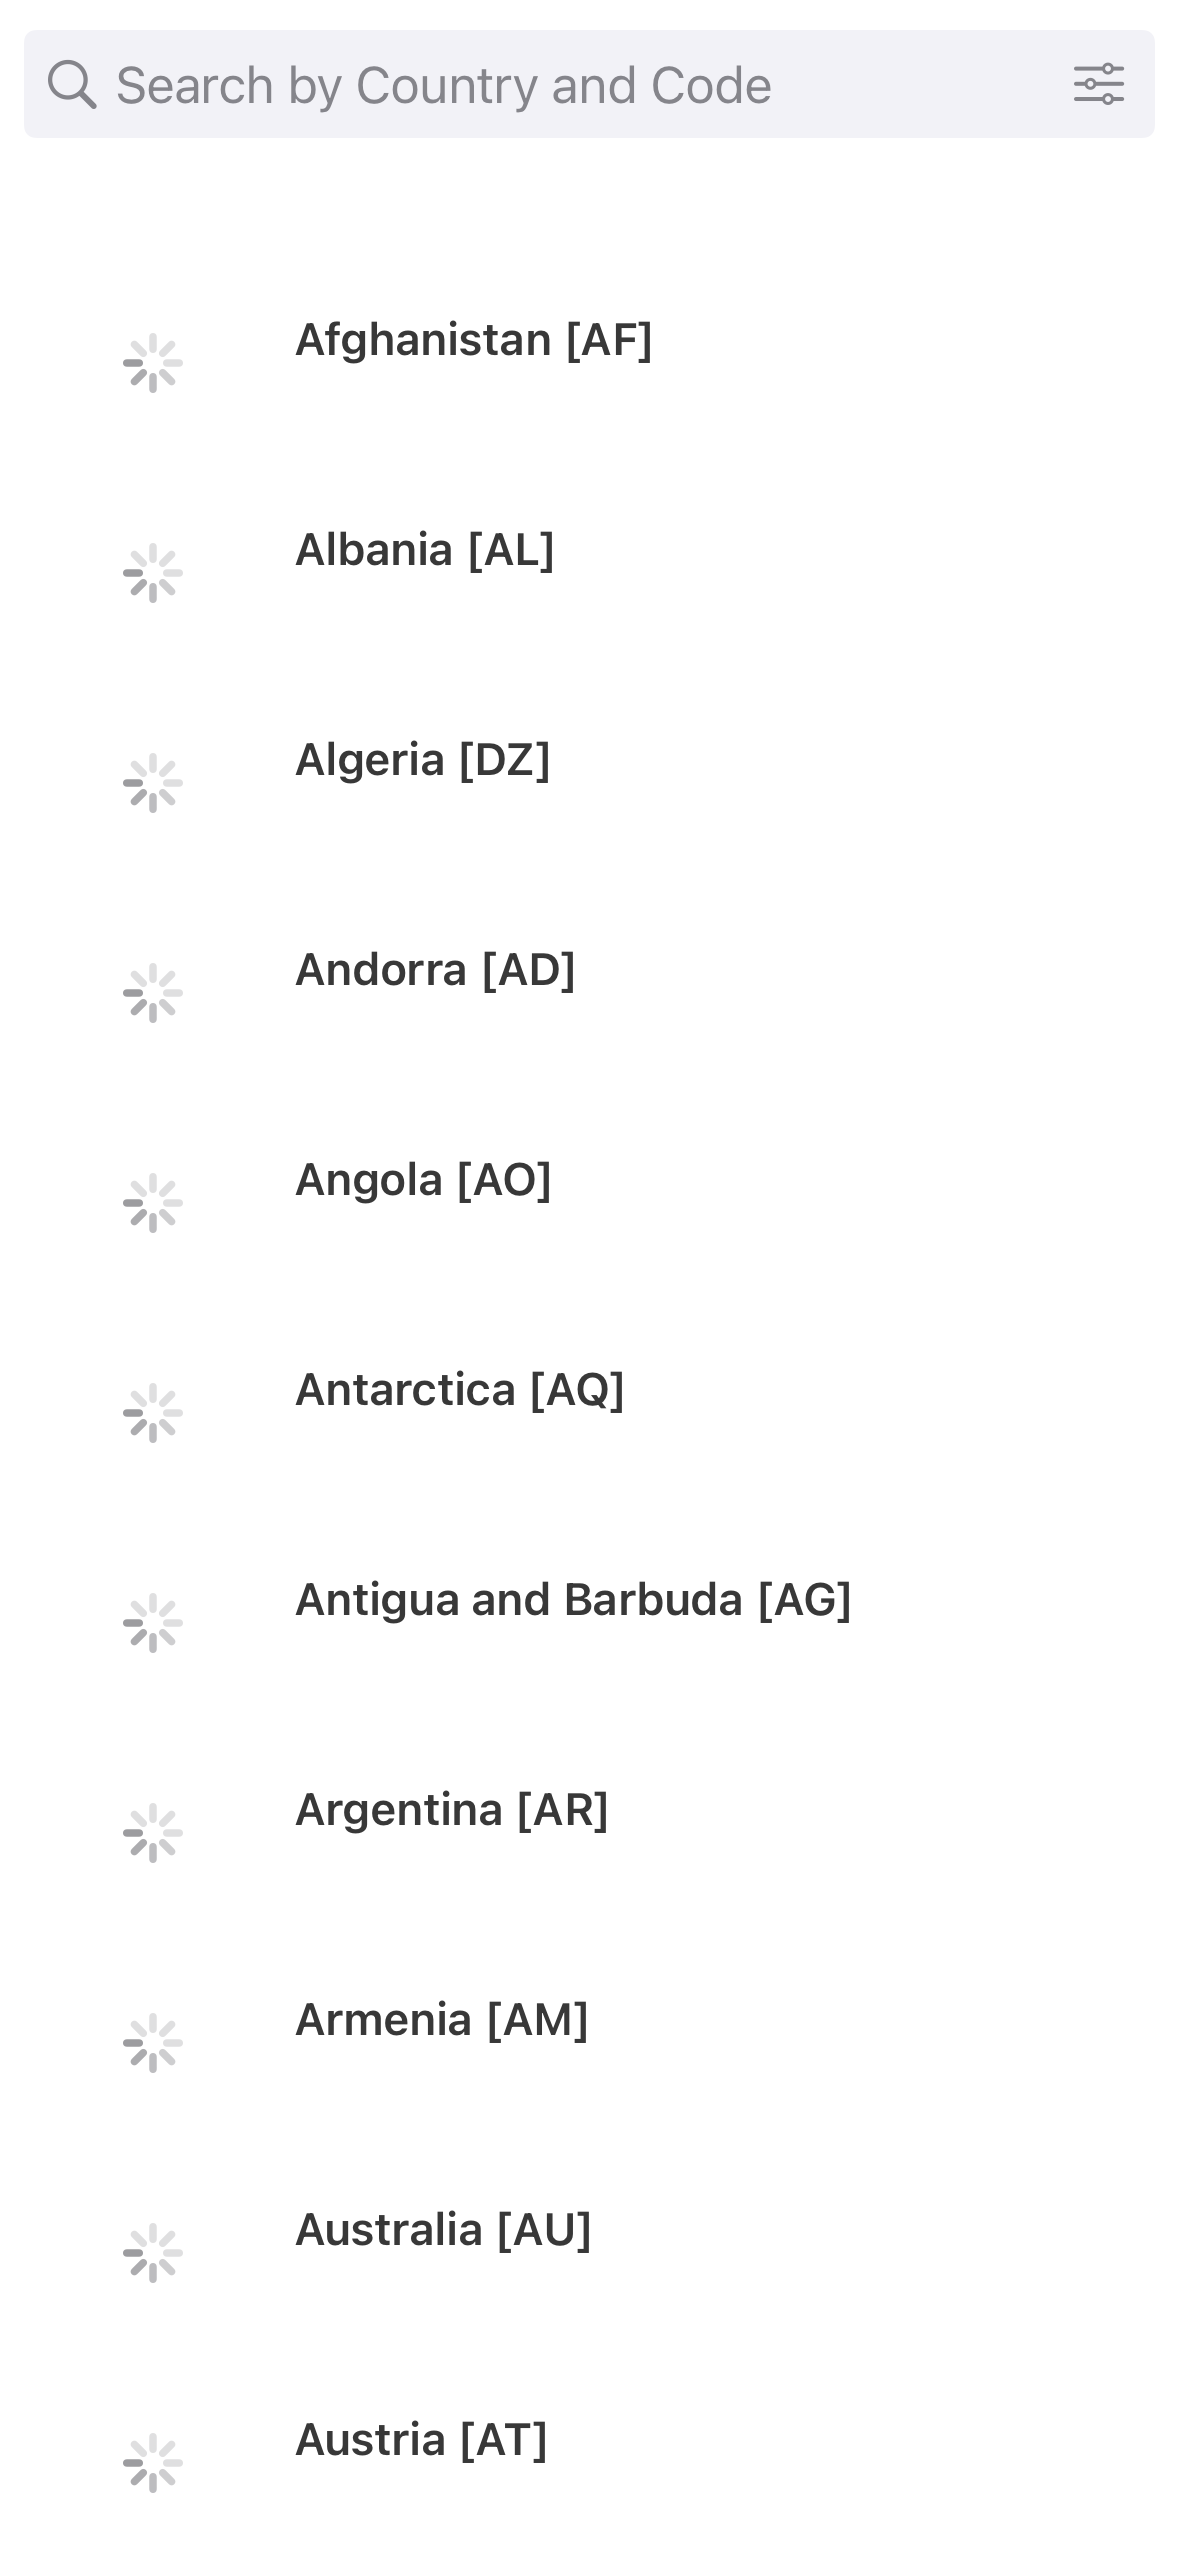 Search by Country and Code
Afghanistan [AF]
Albania [AL]
Algeria [DZ]
Andorra [AD]
Angola [AO]
Antarctica [AQ]
Antigua and Barbuda [AG]
Argentina [AR]
Armenia [AM]
Australia [AU]
Austria [AT]